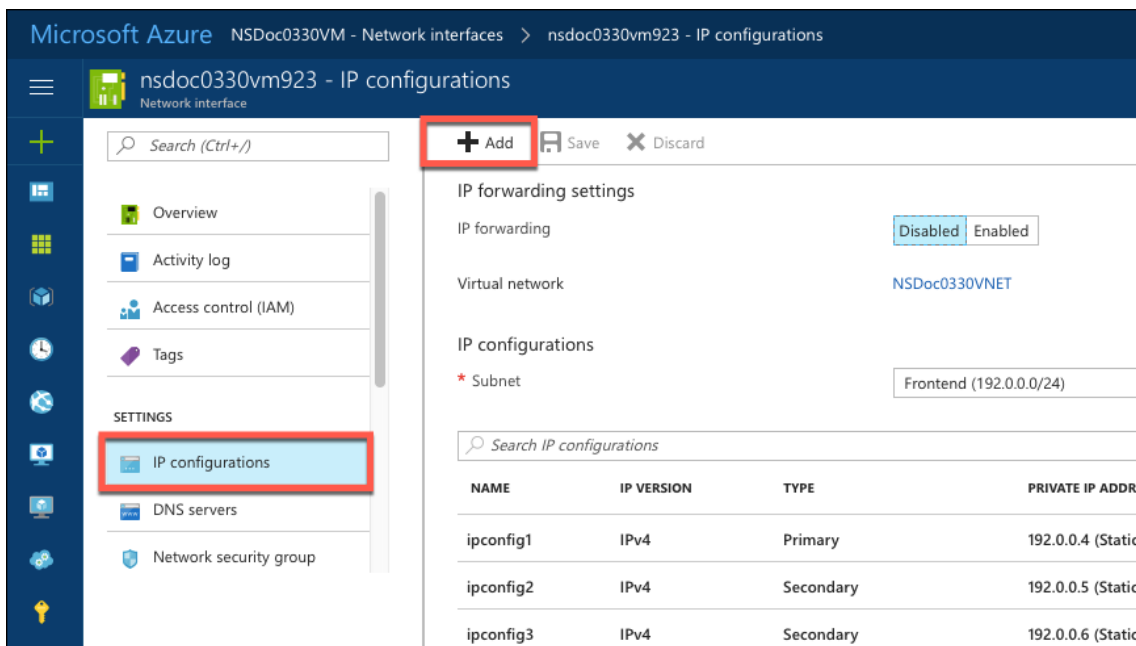 Microsoft Azure NSDoc0330VM - Network interfaces > nsdoc0330vm923 - IP configurations
nsdoc0330vm923 - IP configurations
Network interface
Search (Ctrl+/)
Overview
Activity log
Access control (IAM)
Tags
SETTINGS
IP configurations
DNS servers
Network security group
Add Save Discard
IP forwarding settings
IP forwarding Disabled Enabled
Virtual network NSDoc0330VNET
IP configurations
* Subnet Frontend (192.0.0.0/24)
Search IP configurations
NAME IP VERSION TYPE PRIVATE IP ADDR
ipconfig1 IPv4 Primary 192.0.0.4 (Static
ipconfig2 IPv4 Secondary 192.0.0.5 (Static
ipconfig3 IPv4 Secondary 192.0.0.6 (Static